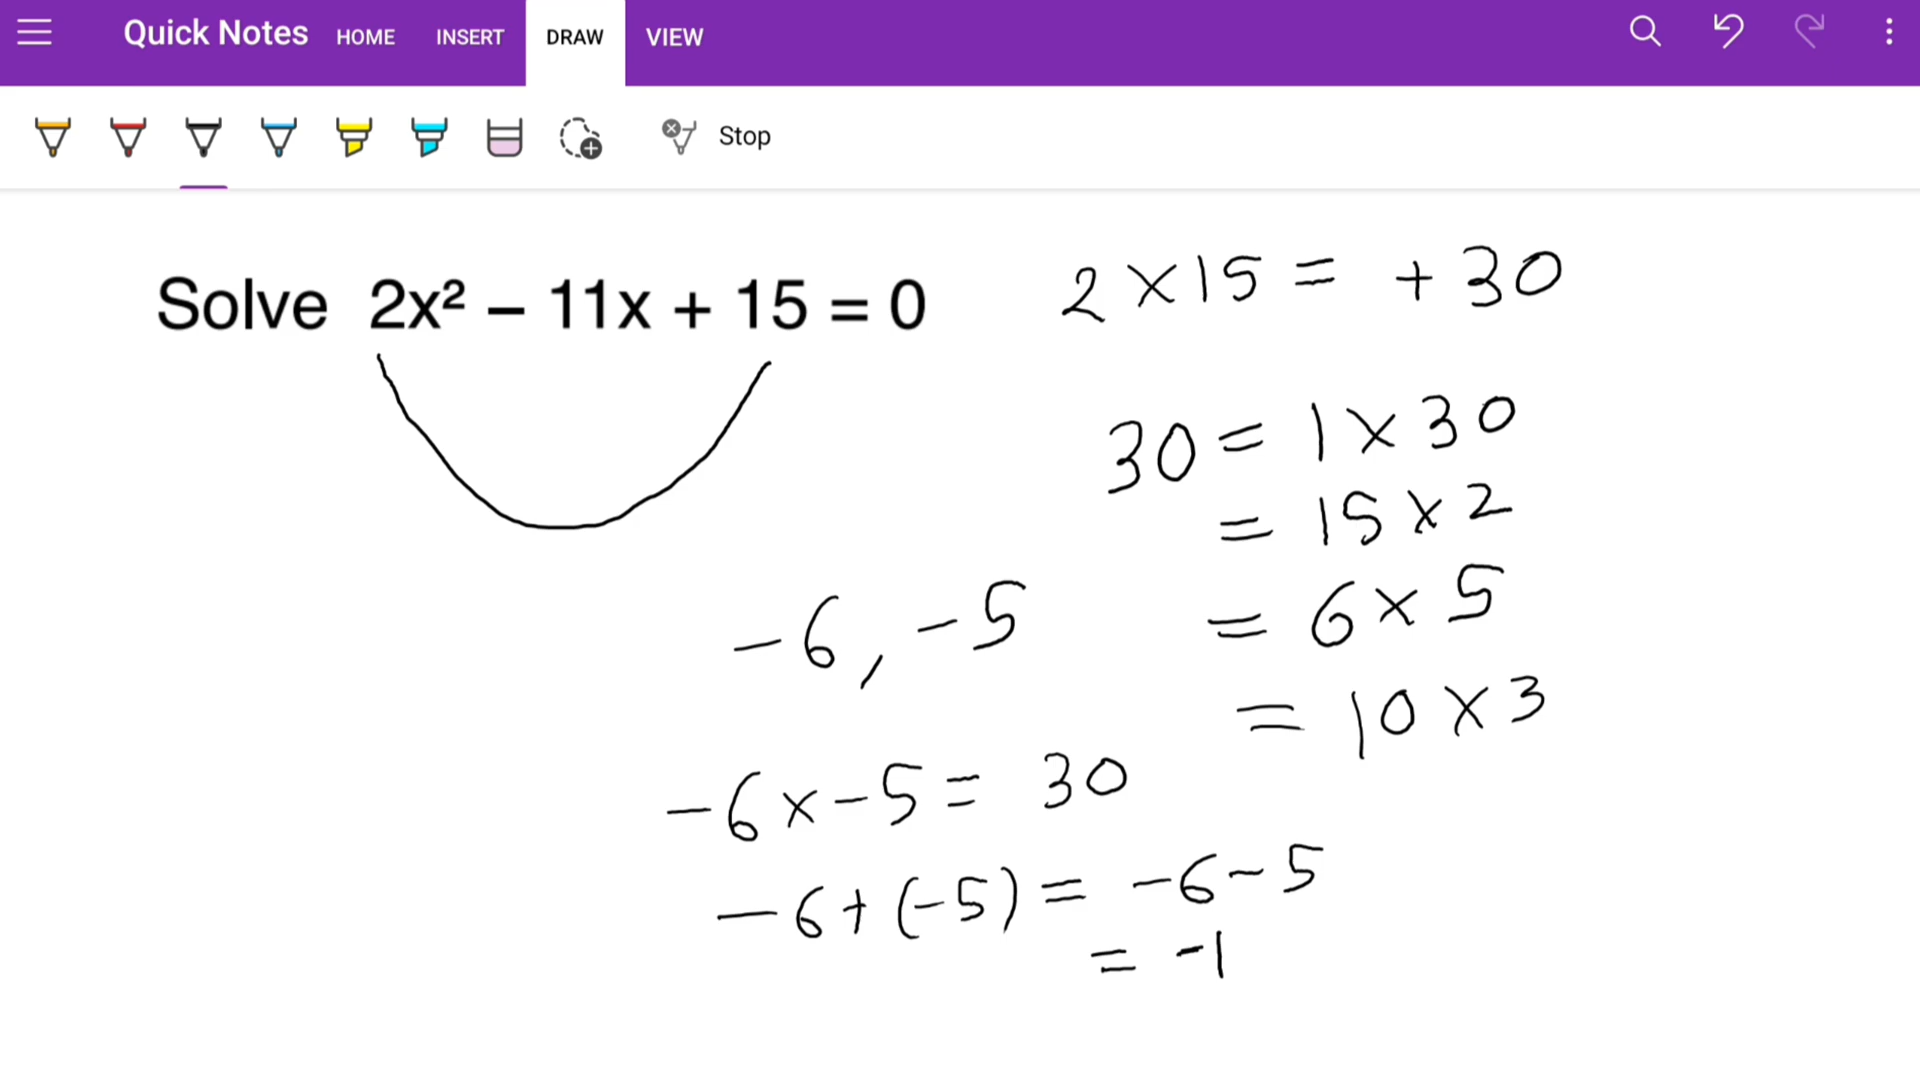 Quick Notes HOME INSERT DRAW VIEW
Stop
Solve 2x² – 11x + 15 = 0
2 × 15 = + 30
30 = 1 × 30
= 15 × 2
= 6 × 5
= 10 × 3
-6, -5
-6 × -5 = 30
-6 + (-5) = -6 - 5
= -1